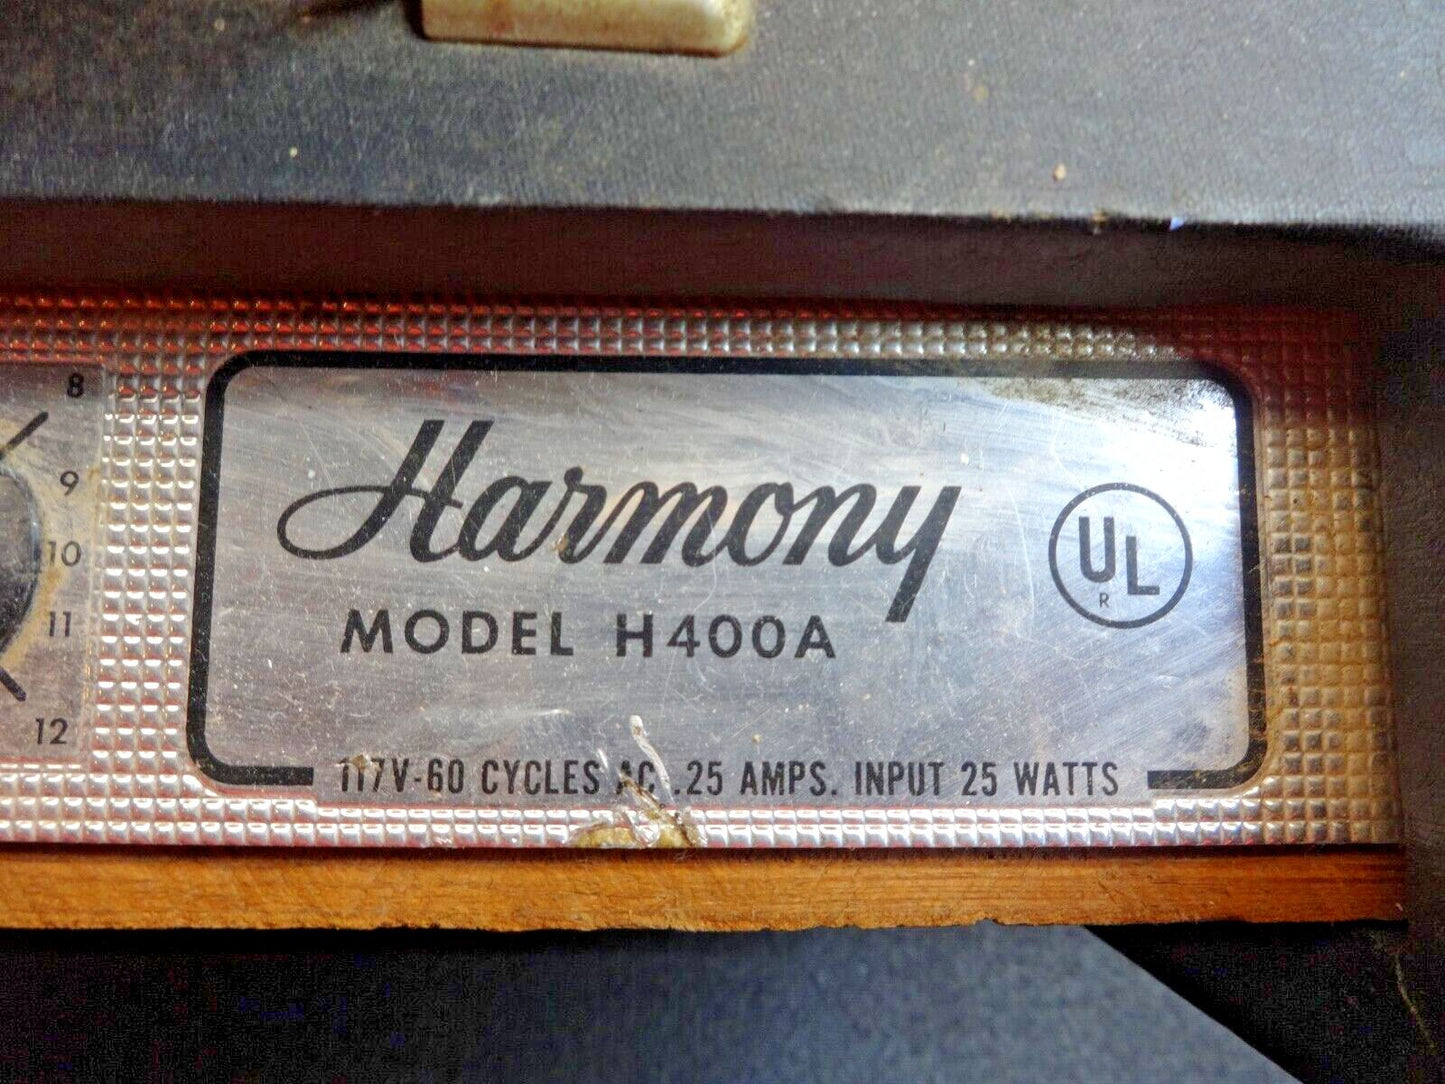 8
9
10
11
12
Harmony
MODEL H400A
UL
R
117V-60 CYCLES AC .25 AMPS. INPUT 25 WATTS